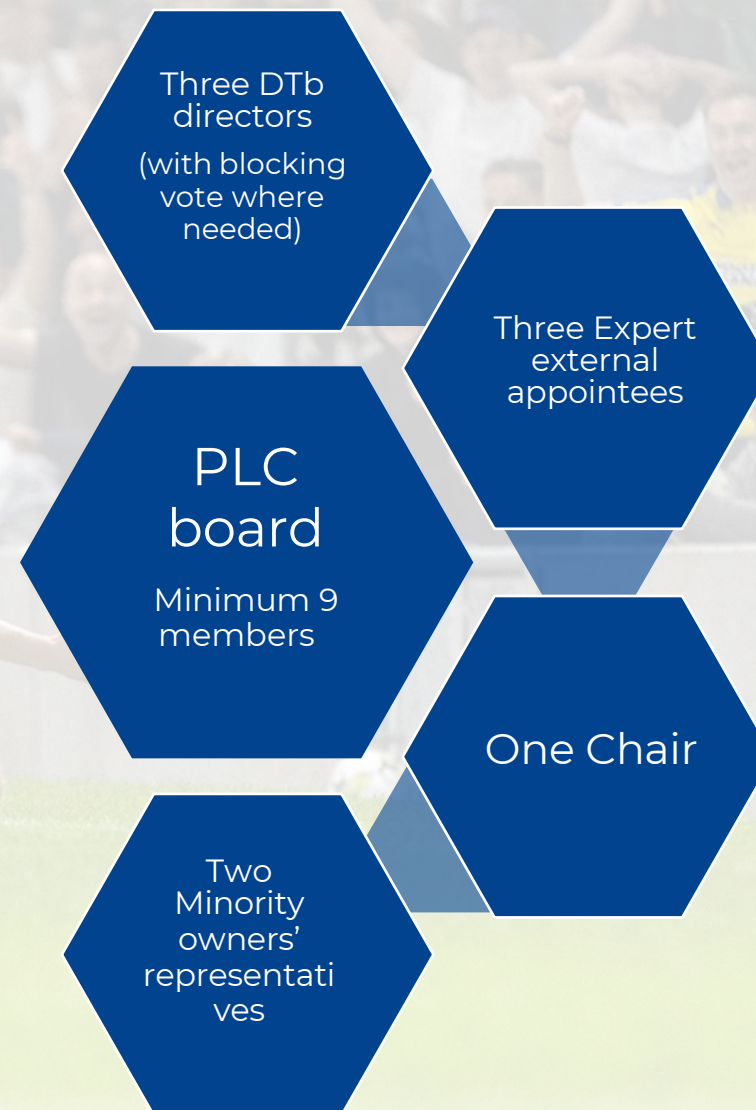 Three DTb
directors
(with blocking
vote where
needed)
Three Expert
external
appointees
PLC
board
Minimum 9
members
One Chair
Two
Minority
owners’
representati
ves